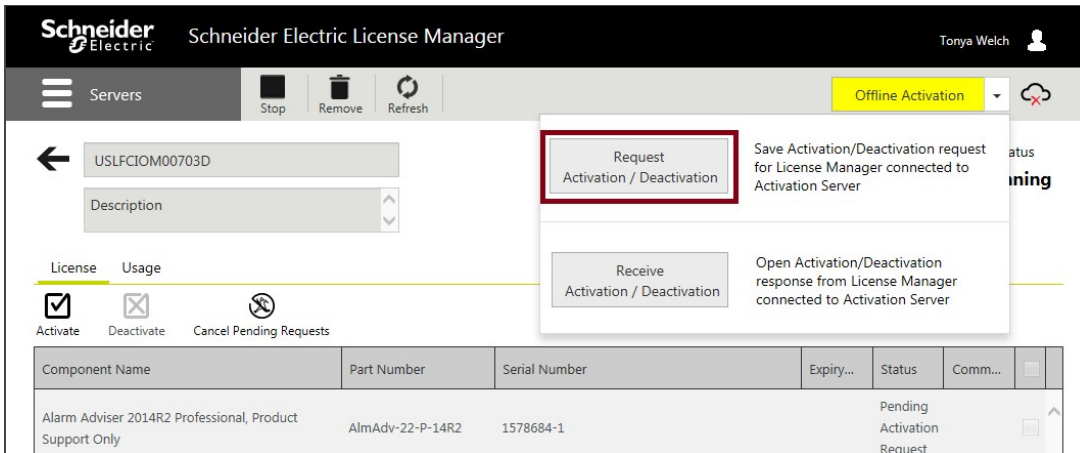 Schneider
Electric
Schneider Electric License Manager
Tonya Welch
Servers
Stop
Remove
Refresh
Offline Activation
USLFCIOM00703D
Description
Request
Activation / Deactivation
Save Activation/Deactivation request
for License Manager connected to
Activation Server
Receive
Activation / Deactivation
Open Activation/Deactivation
response from License Manager
connected to Activation Server
License Usage
Activate Deactivate Cancel Pending Requests
Component Name Part Number Serial Number Expiry... Status Comm...
Alarm Adviser 2014R2 Professional, Product
Support Only
AlmAdv-22-P-14R2
1578684-1
Pending
Activation
Request